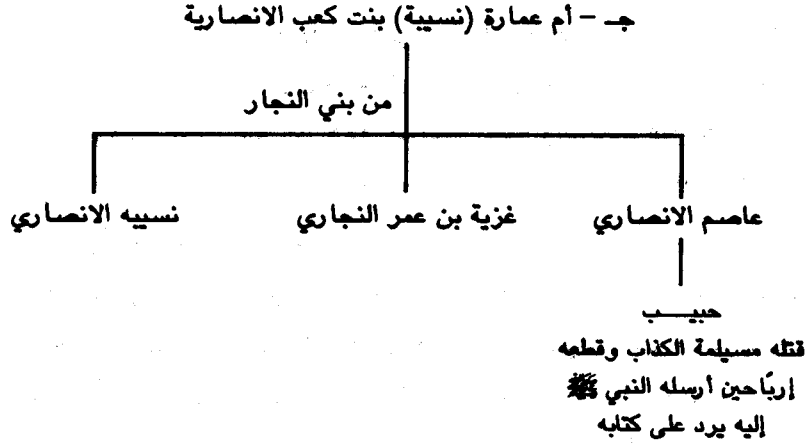 جـ - أم عمارة (نسيبة) بنت كعب الانصارية
من بني النجار
عاصم الانصاري
غزية بن عمر النجاري
نسييه الانصاري
حبيـــب
قتله مسيلمة الكذاب وقطعه
إربًا حين أرسله النبي ﷺ
إليه يرد على كتابه